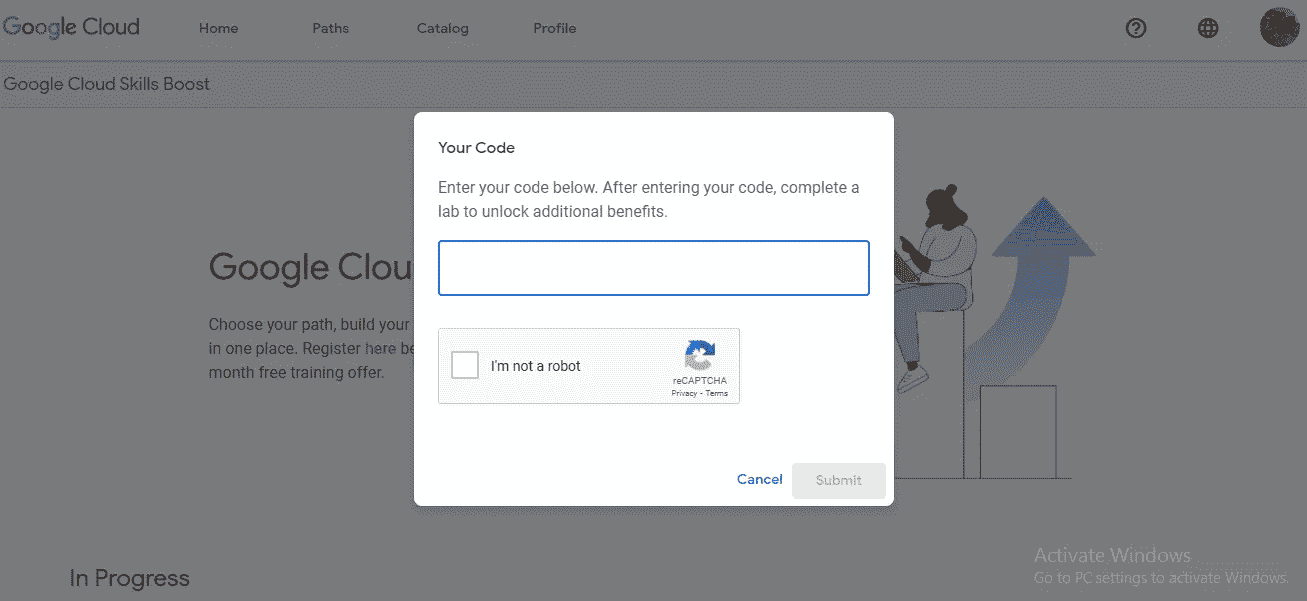 Google Cloud Home Paths Catalog Profile
Google Cloud Skills Boost
Your Code
Enter your code below. After entering your code, complete a
lab to unlock additional benefits.
Google Clou
Choose your path, build your
in one place. Register here be
month free training offer.
I'm not a robot
reCAPTCHA
Privacy - Terms
Cancel Submit
In Progress
Activate Windows
Go to PC settings to activate Windows.